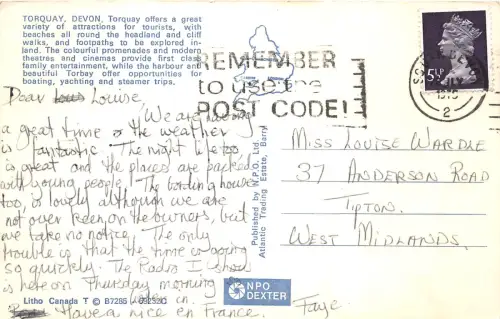 TORQUAY, DEVON, Torquay offers a great
variety of attractions for tourists, with
beaches all round the headland and cliff
walks, and footpaths to be explored in-
land. The colourful promenades and modern
theatres and cinemas provide first class
family entertainment, while the harbour and
beautiful Torbay offer opportunities for
boating, yachting and steamer trips.
Dear Louise,
We are having
a great time & the weather
is fantastic. The night life too
is great and the places are packed
with young people. The boarding house
too, is lovely although we are
not over keen on the owners, but
we take no notice. The only
trouble is that the time is going
so quickly. The Radio 1 show
is here on Thursday morning so
in.
Have a nice en France.
Faye.
Litho Canada T © B7286
Published by W.P.O. Ltd.
Atlantic Trading Estate, Barry
NPO
DEXTER
REMEMBER
to use the
POST CODE!
5½P
2
MISS LOUISE WARDLE
37 ANDERSON ROAD
TIPTON.
WEST MIDLANDS.